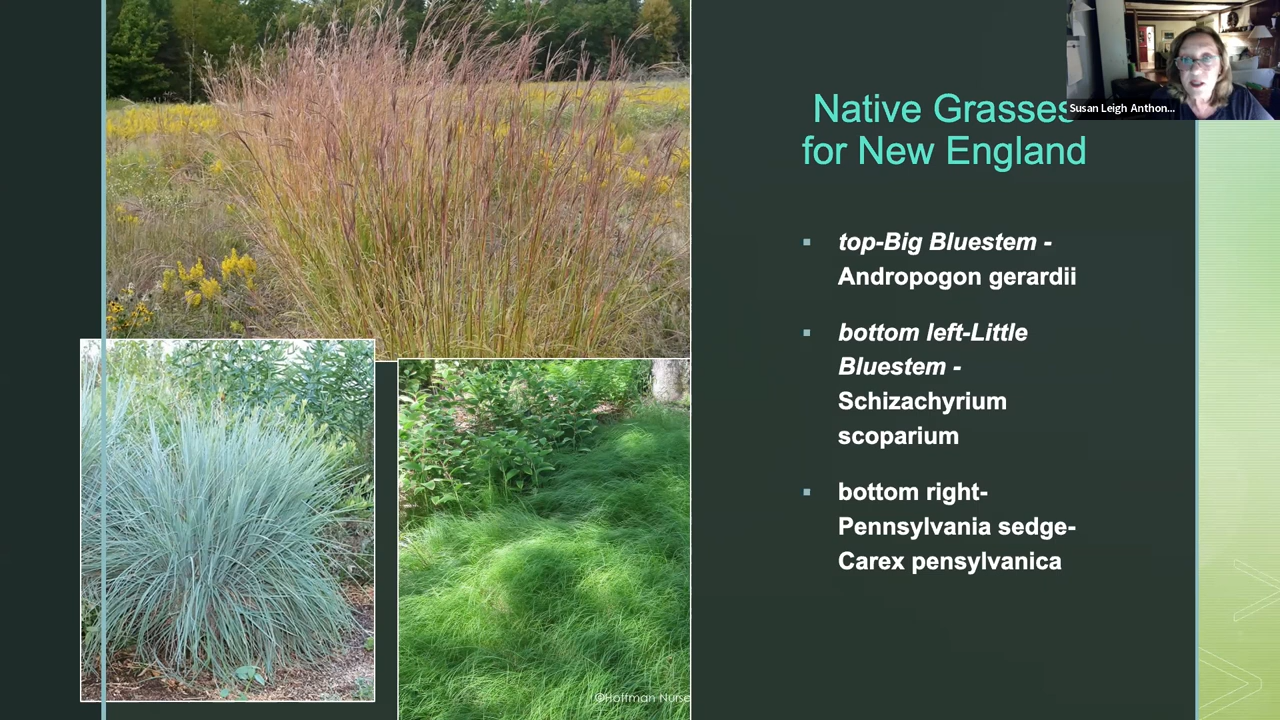 Susan Leigh Anthon...
Native Grasses
for New England
▪ top-Big Bluestem -
Andropogon gerardii
▪ bottom left-Little
Bluestem -
Schizachyrium
scoparium
▪ bottom right-
Pennsylvania sedge-
Carex pensylvanica
©Hoffman Nurse